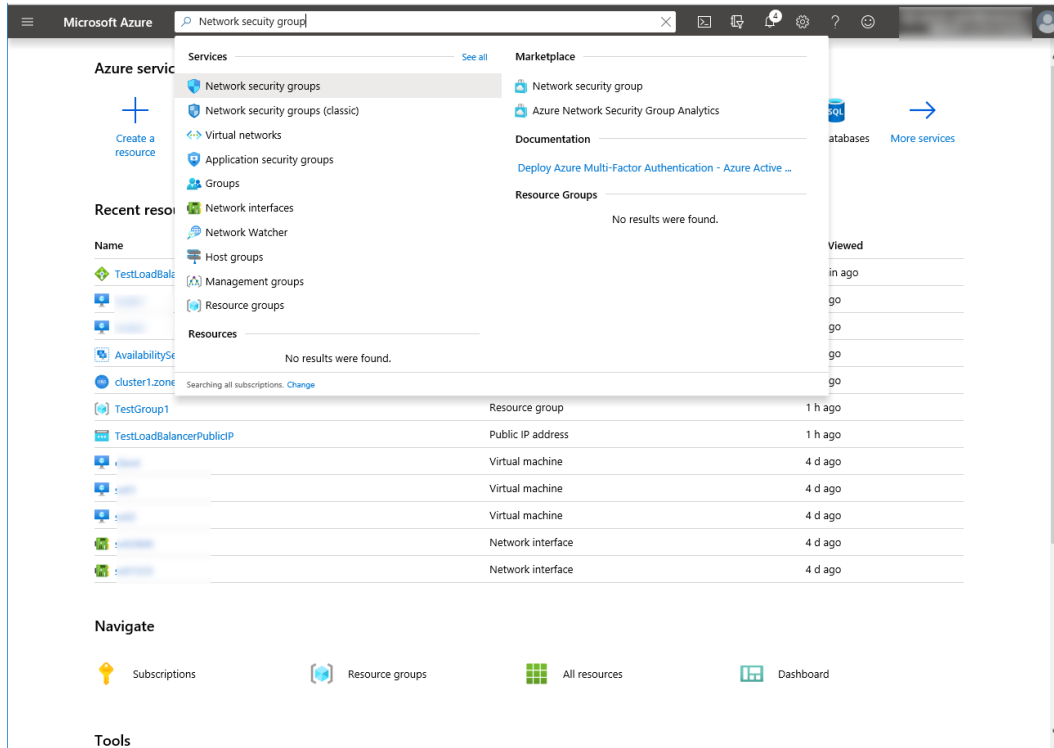 Microsoft Azure
Network secuity group
4
Azure servic
Create a
resource
SQL
atabases
More services
Services
See all
Network security groups
Network security groups (classic)
Virtual networks
Application security groups
Groups
Network interfaces
Network Watcher
Host groups
Management groups
Resource groups
Resources
No results were found.
Searching all subscriptions. Change
Marketplace
Network security group
Azure Network Security Group Analytics
Documentation
Deploy Azure Multi-Factor Authentication - Azure Active ...
Resource Groups
No results were found.
Recent resou
Name
Viewed
TestLoadBala
in ago
go
go
AvailabilitySe
go
cluster1.zone
go
TestGroup1 Resource group 1 h ago
TestLoadBalancerPublicIP Public IP address 1 h ago
Virtual machine 4 d ago
Virtual machine 4 d ago
Virtual machine 4 d ago
Network interface 4 d ago
Network interface 4 d ago
Navigate
Subscriptions
Resource groups
All resources
Dashboard
Tools